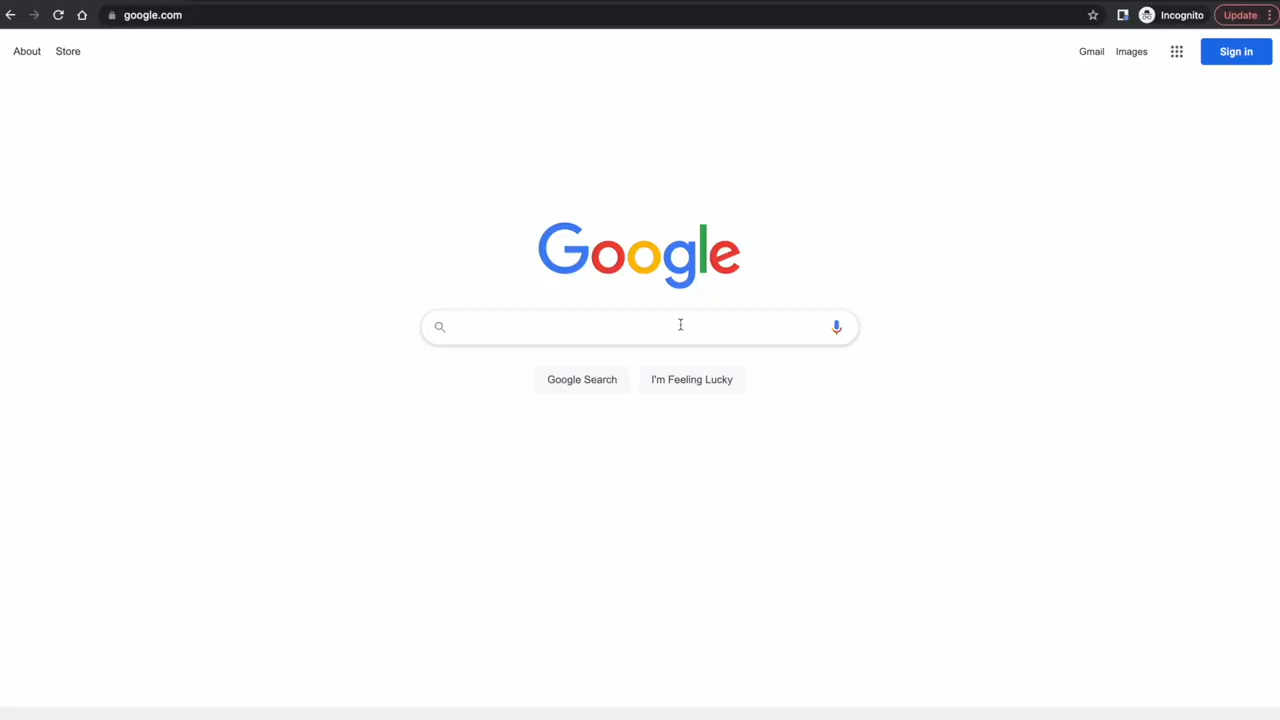 google.com
Incognito
Update
About
Store
Gmail
Images
Sign in
Google
Google Search
I'm Feeling Lucky